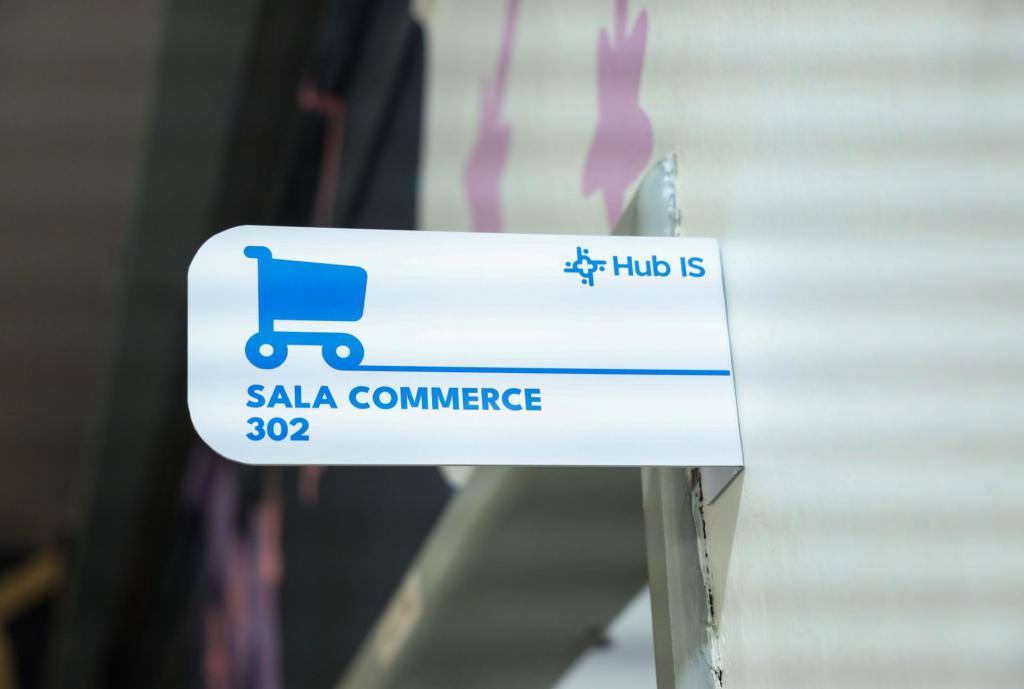 Hub IS
SALA COMMERCE
302